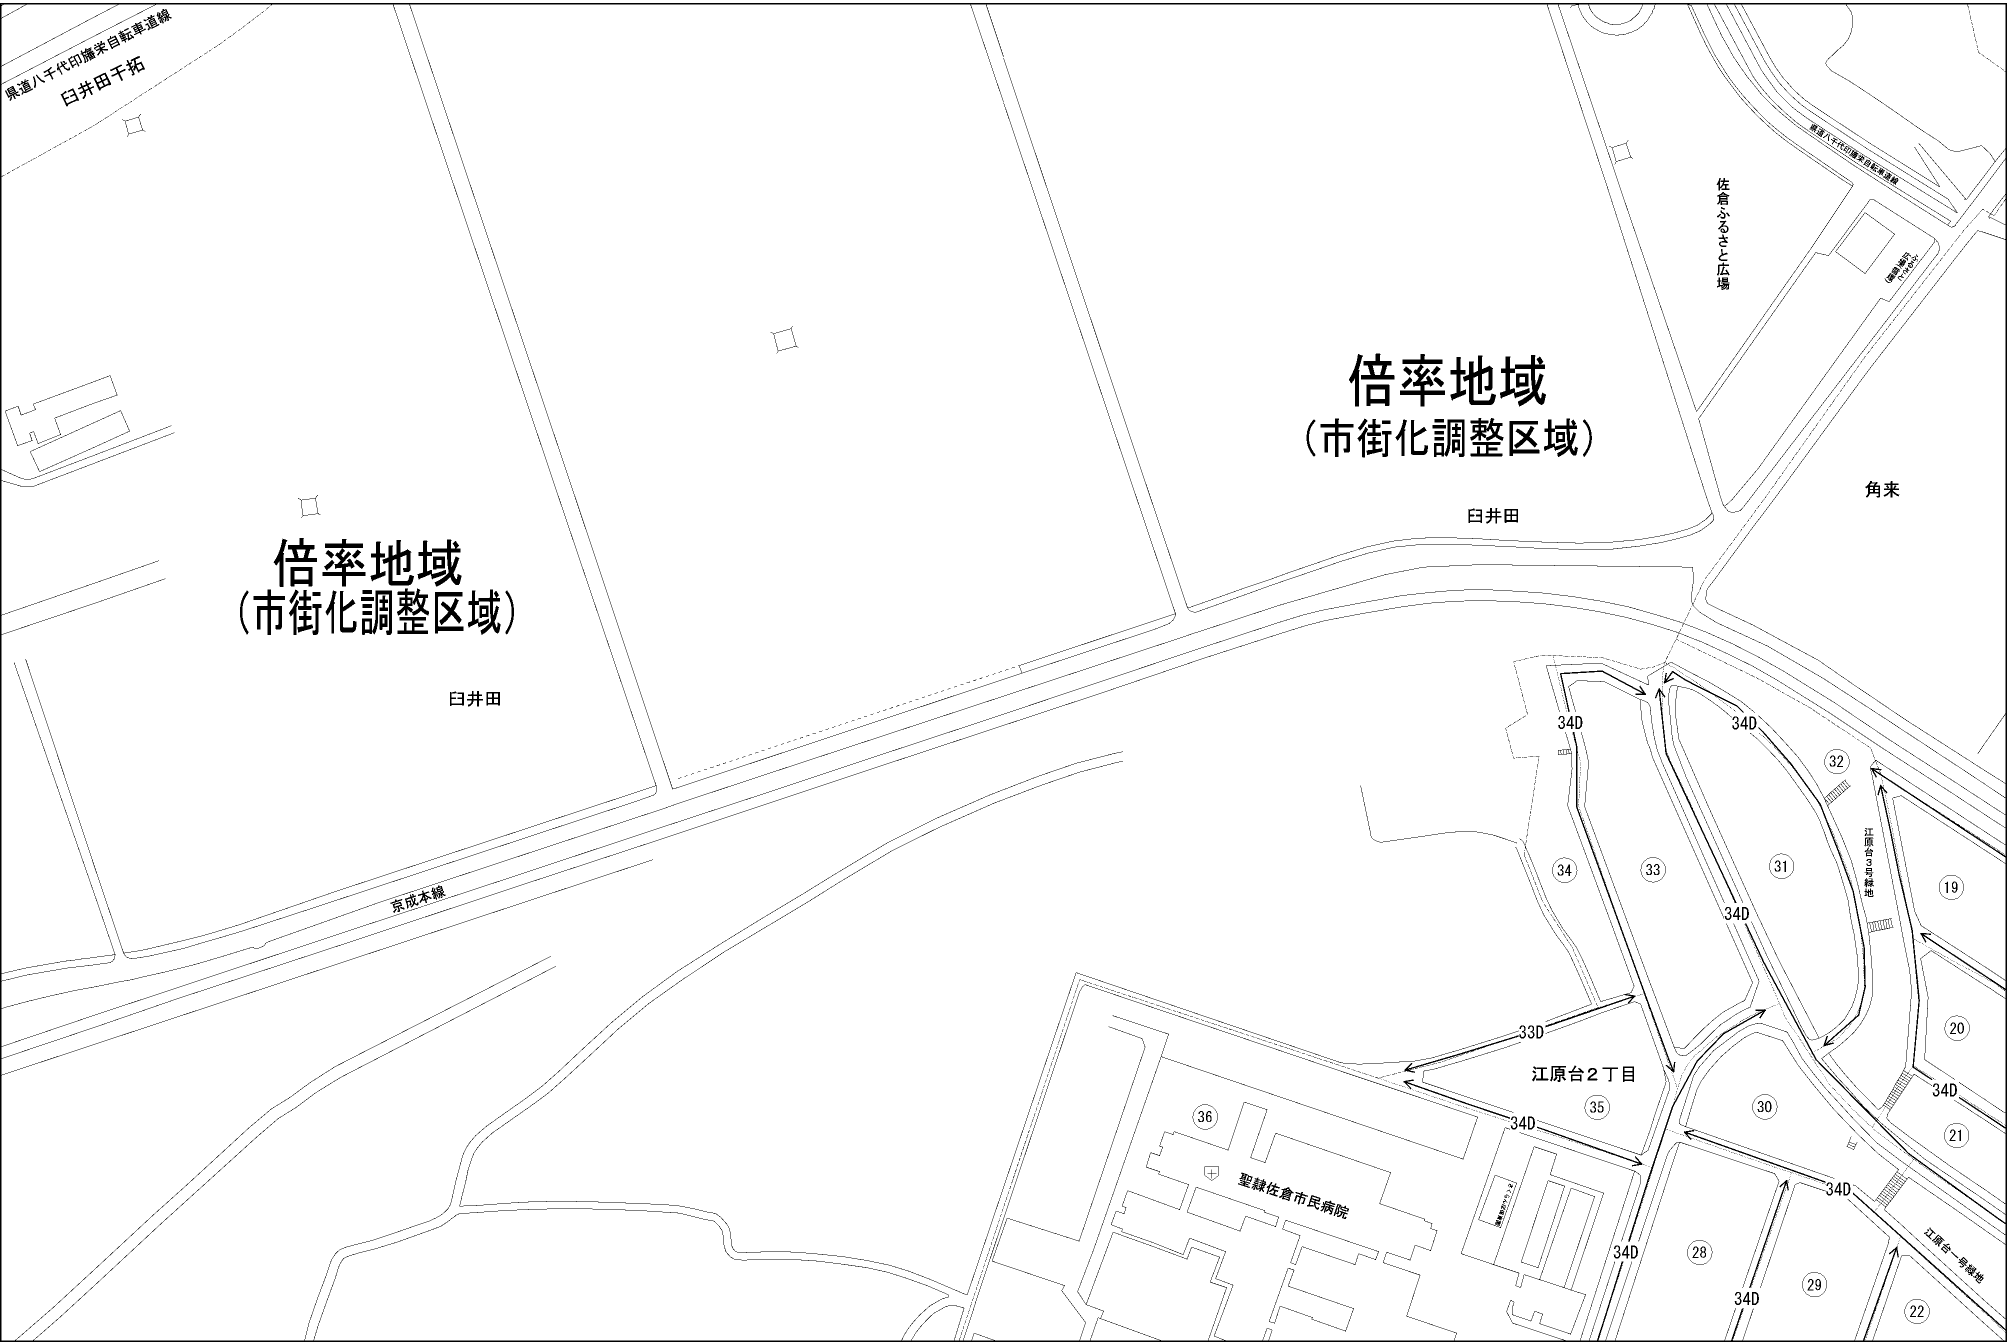 県道八千代印旛栄自転車道線
臼井田干拓
県道八千代印旛栄自転車道線
佐倉ふるさと広場
倍率地域
(市街化調整区域)
角来
臼井田
倍率地域
(市街化調整区域)
臼井田
34D
34D
32
江原台3号緑地
34
33
31
19
京成本線
34D
33D
20
江原台2丁目
34D
36
35
30
34D
21
聖隷佐倉市民病院
34D
34D
28
江原台一号緑地
29
34D
22